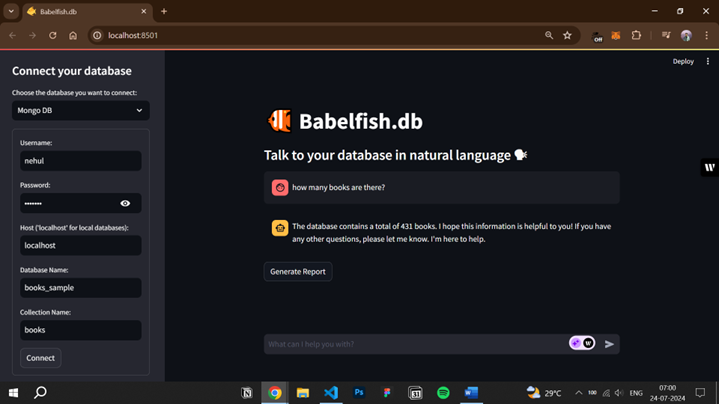 Babelfish.db
localhost:8501
Off
Deploy
Connect your database
Choose the database you want to connect:
Mongo DB
Username:
nehul
Password:
•••••••
Host ('localhost' for local databases):
localhost
Database Name:
books_sample
Collection Name:
books
Connect
Babelfish.db
Talk to your database in natural language
how many books are there?
The database contains a total of 431 books. I hope this information is helpful to you! If you have
any other questions, please let me know. I'm here to help.
Generate Report
What can I help you with?
29°C
100
ENG
07:00
24-07-2024